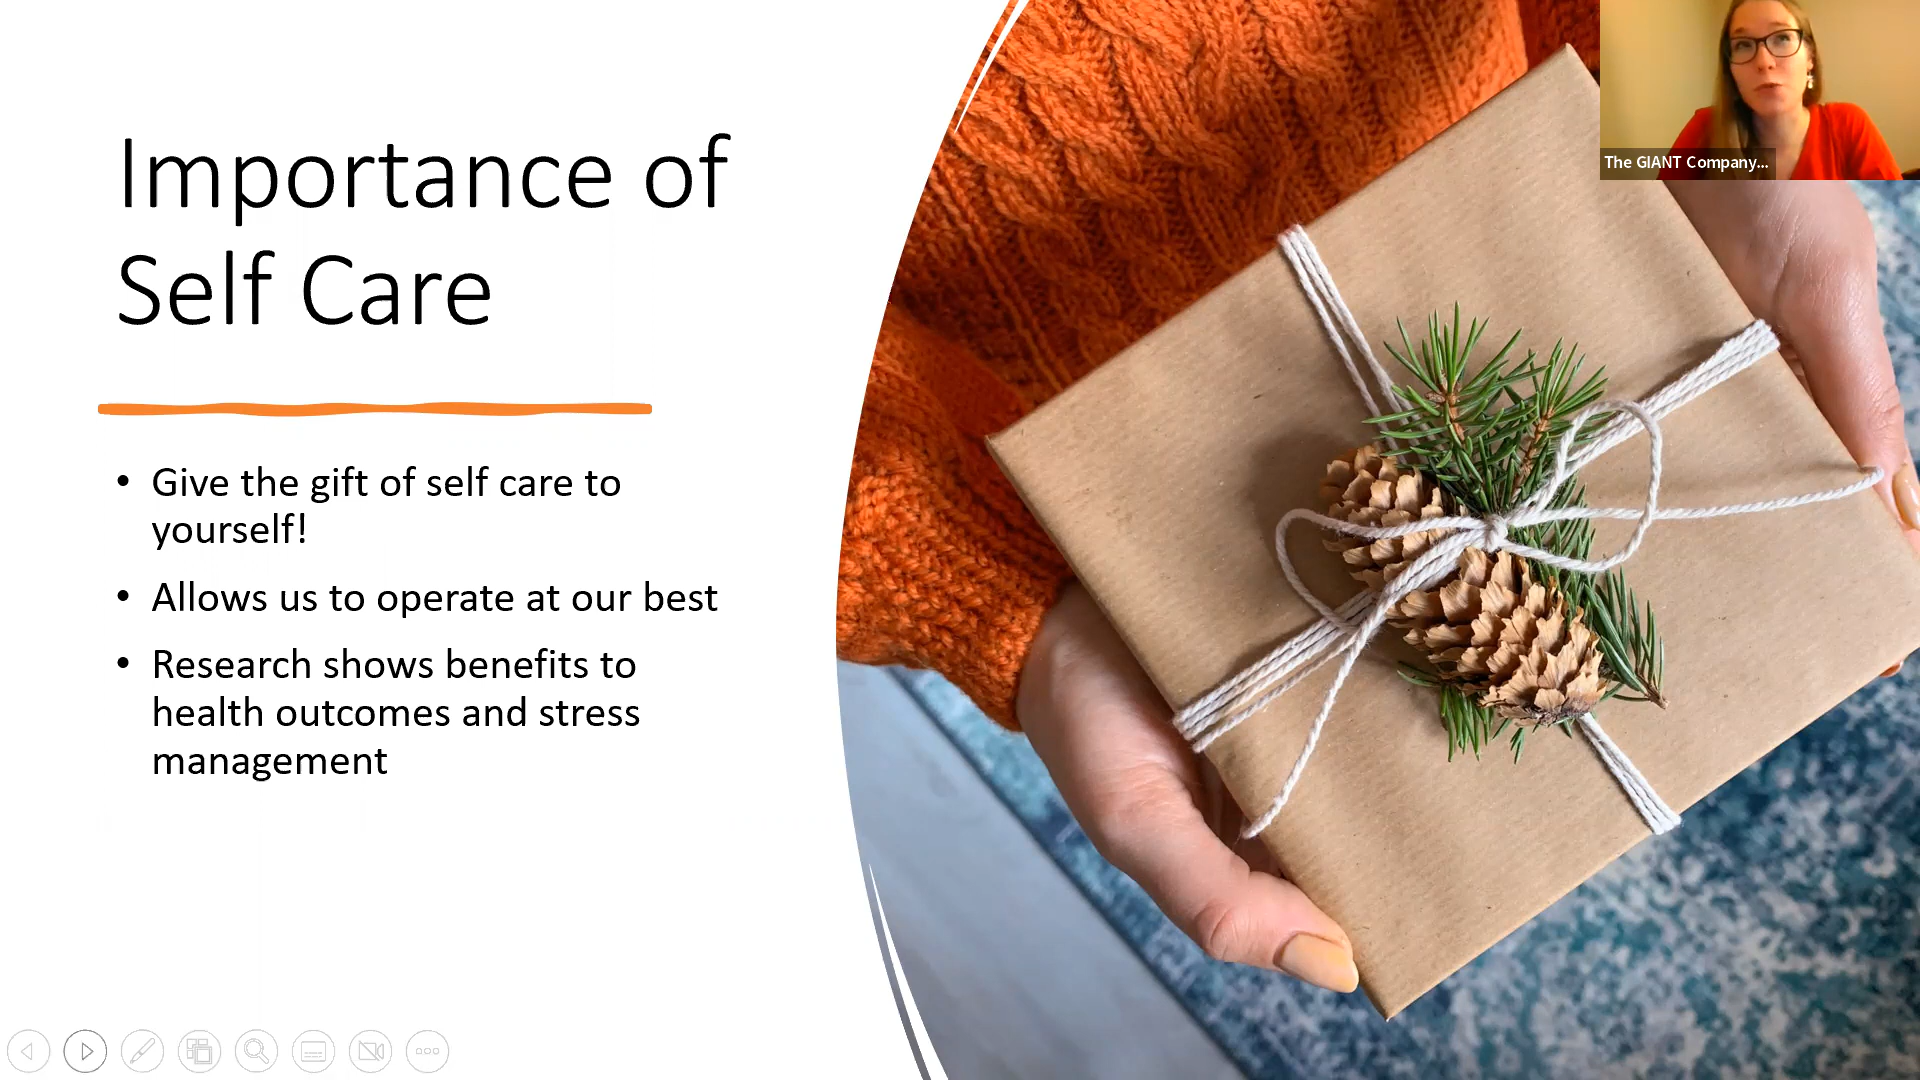 Importance of
Self Care
• Give the gift of self care to
yourself!
• Allows us to operate at our best
• Research shows benefits to
health outcomes and stress
management
The GIANT Company...